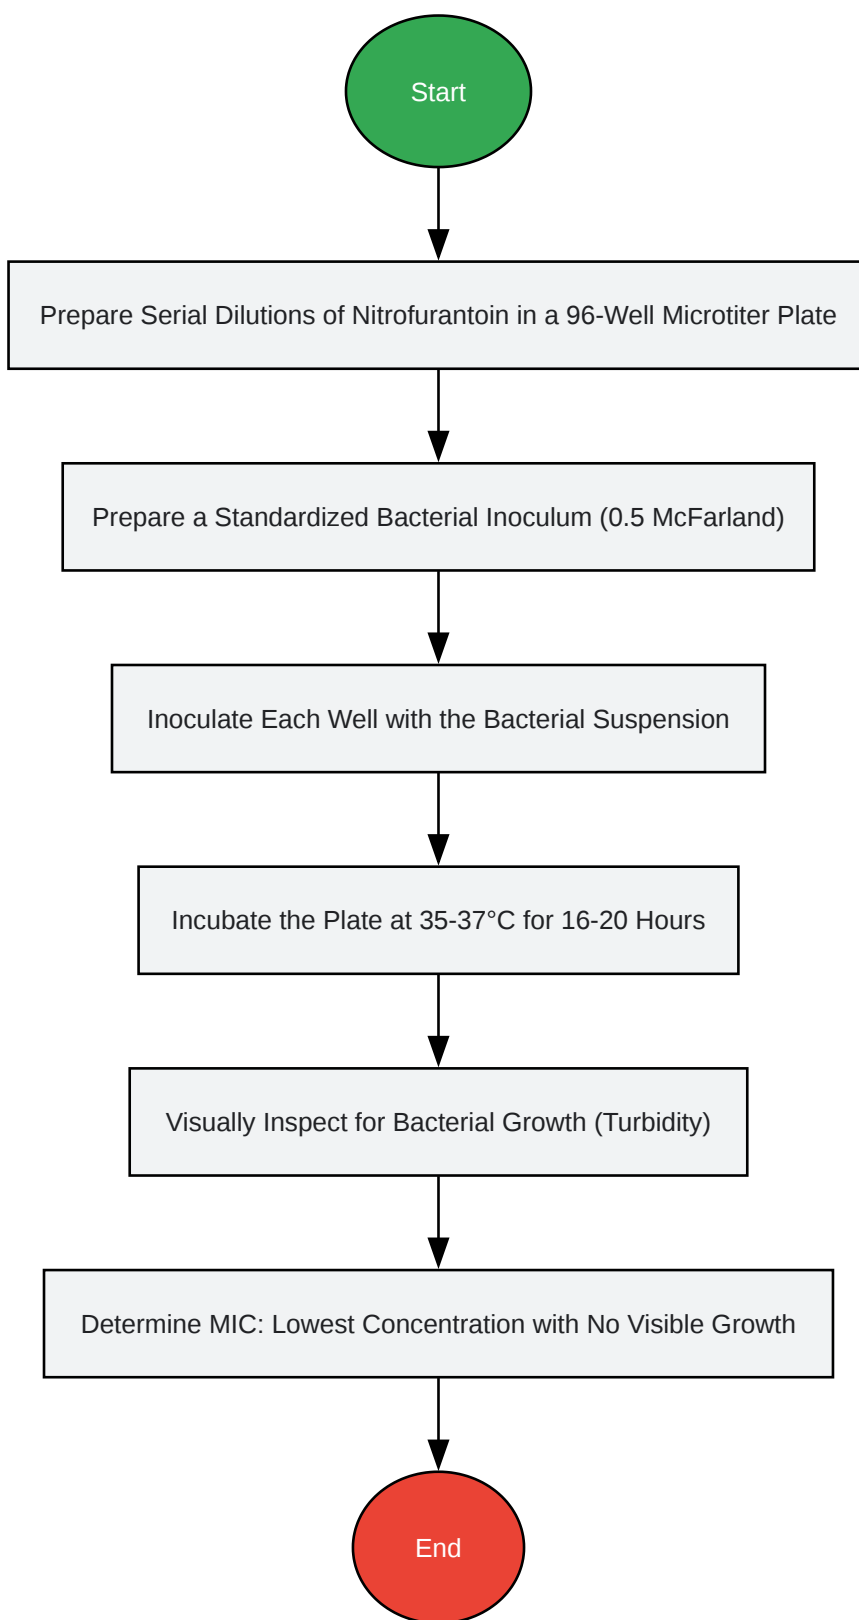 Start
Prepare Serial Dilutions of Nitrofurantoin in a 96-Well Microtiter Plate
Prepare a Standardized Bacterial Inoculum (0.5 McFarland)
Inoculate Each Well with the Bacterial Suspension
Incubate the Plate at 35-37°C for 16-20 Hours
Visually Inspect for Bacterial Growth (Turbidity)
Determine MIC: Lowest Concentration with No Visible Growth
End